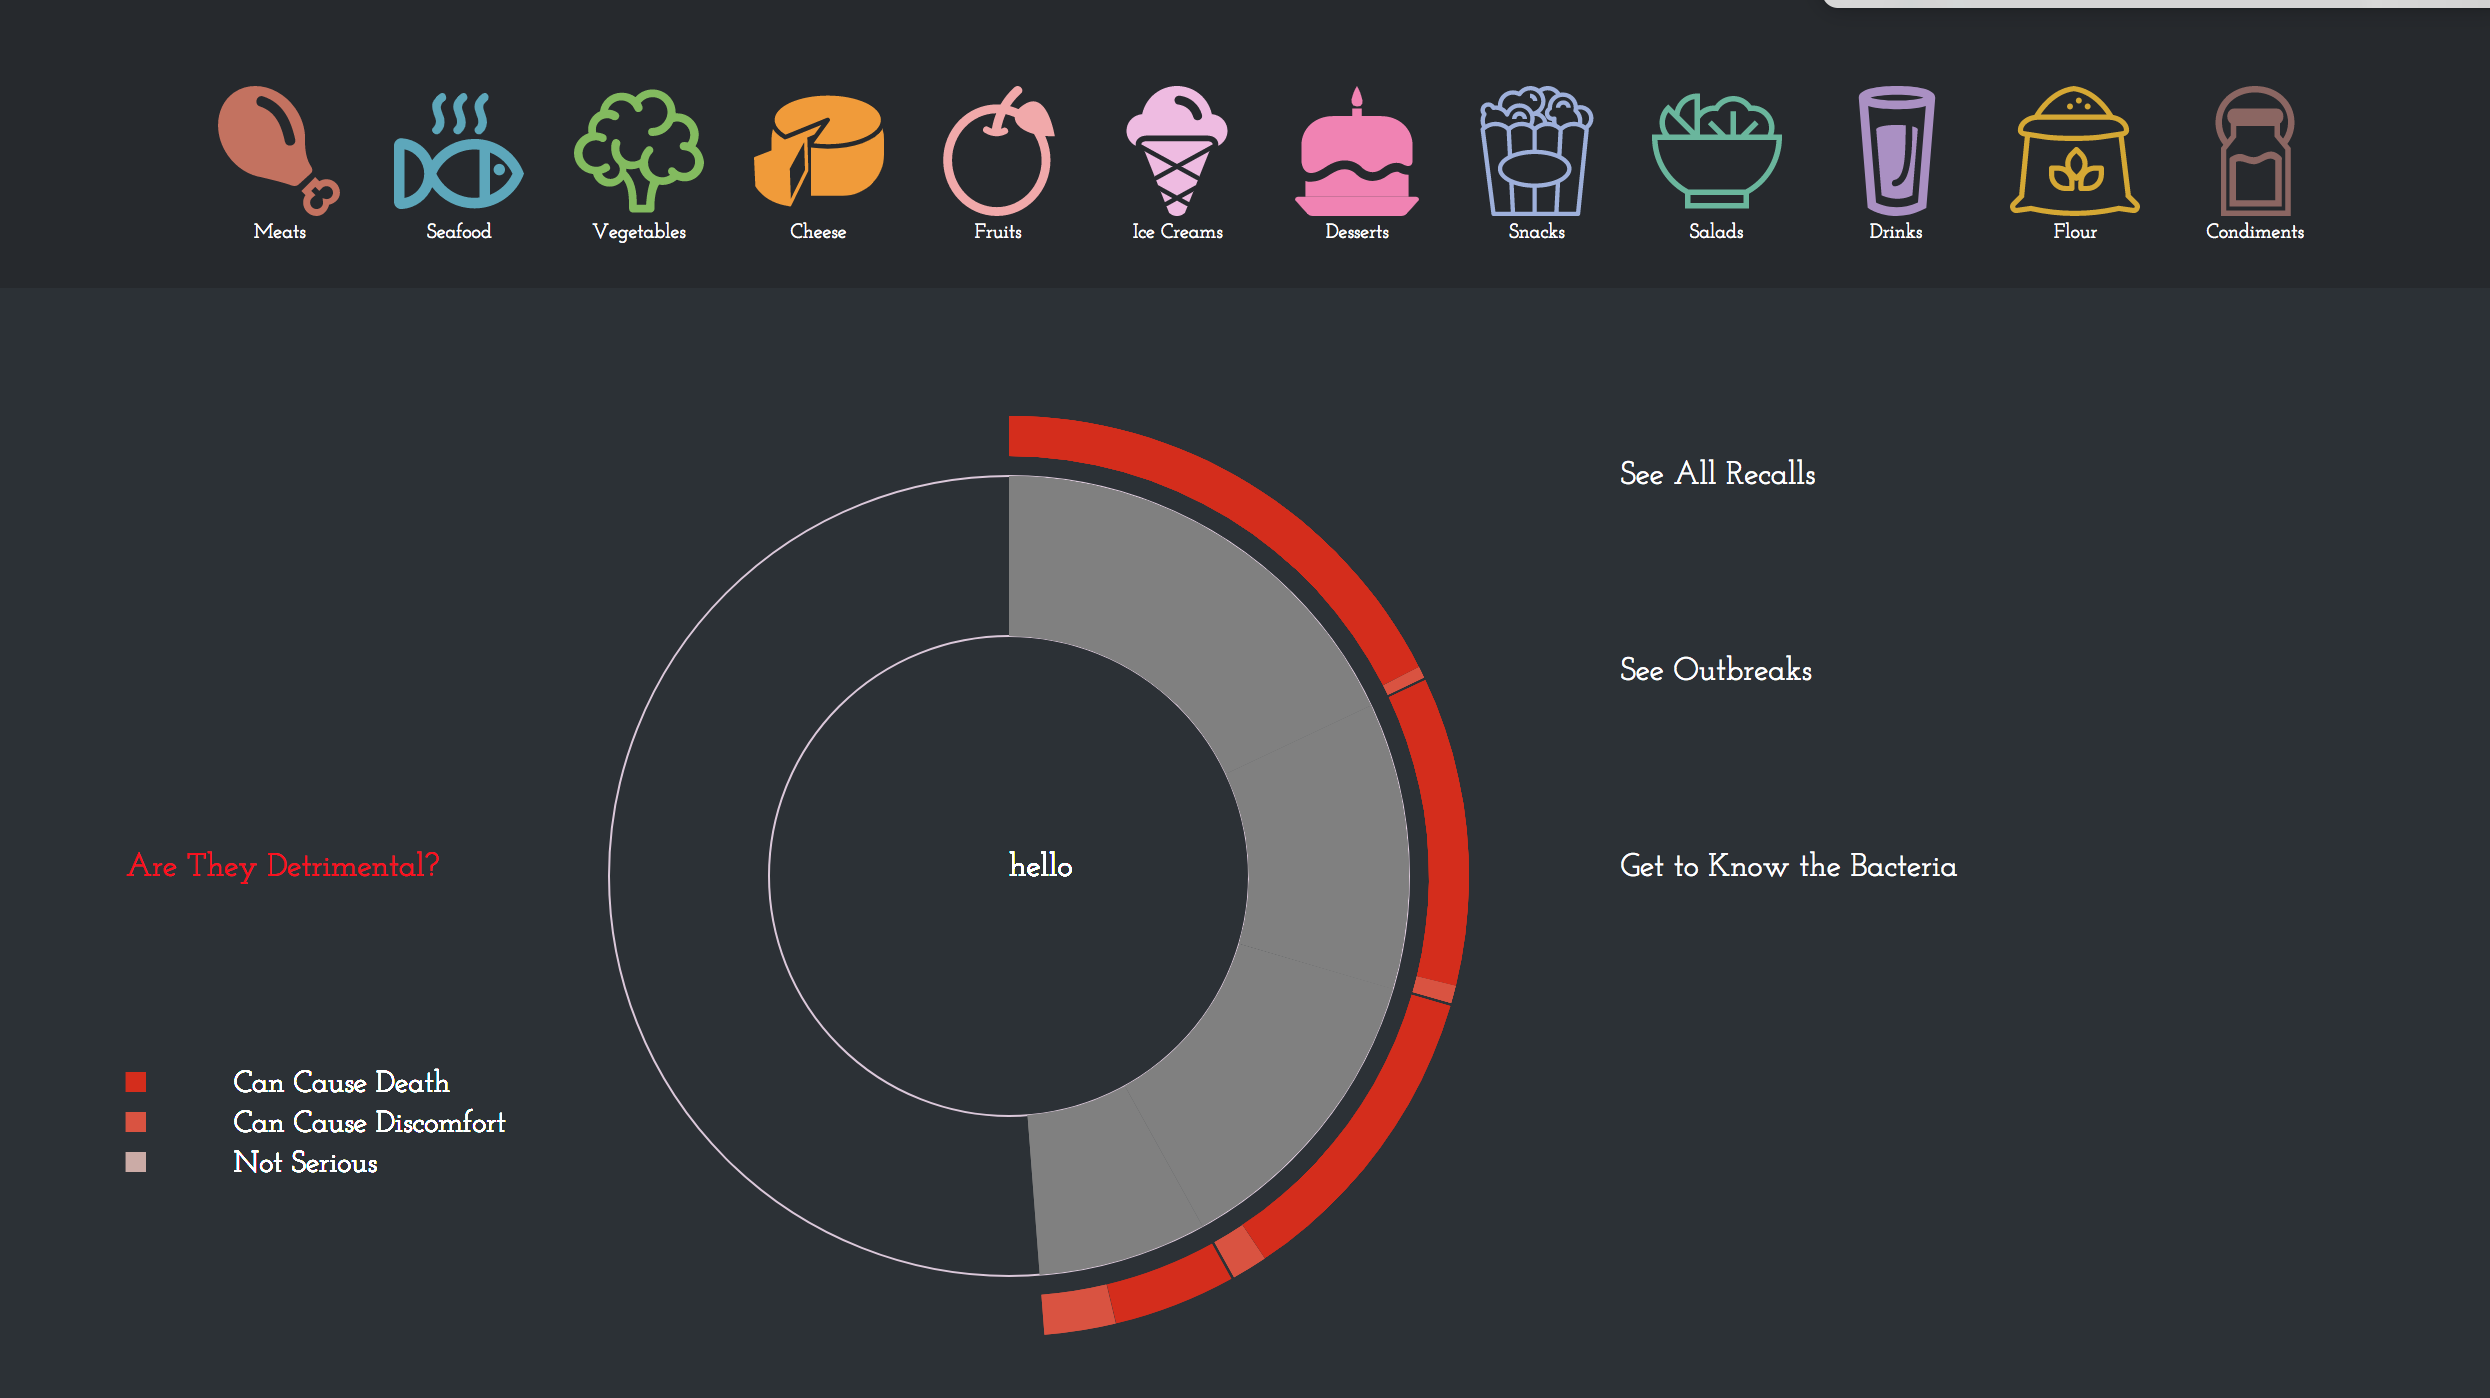 Meats
Seafood
Vegetables
Cheese
Fruits
Ice Creams
Desserts
Snacks
Salads
Drinks
Flour
Condiments
See All Recalls
See Outbreaks
Are They Detrimental?
hello
Get to Know the Bacteria
Can Cause Death
Can Cause Discomfort
Not Serious